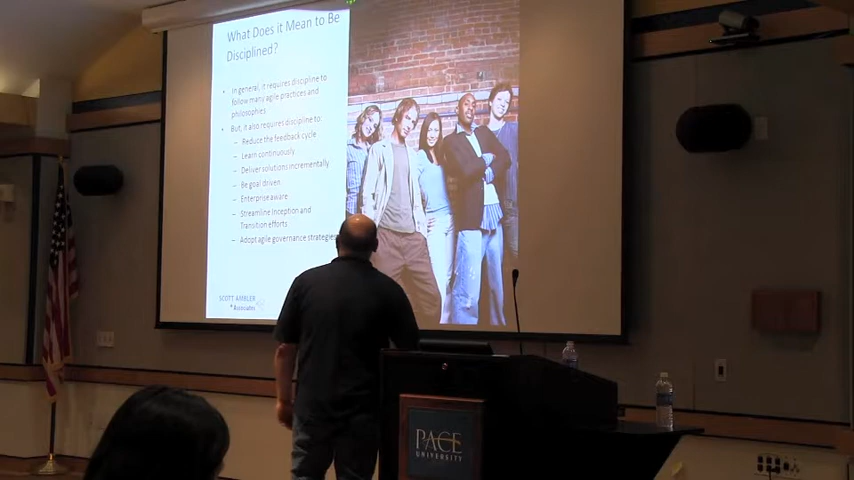 What Does it Mean to Be
Disciplined?
• In general, it requires discipline to
follow many agile practices and
philosophies
• But, it also requires discipline to:
– Reduce the feedback cycle
– Learn continuously
– Deliver solutions incrementally
– Be goal driven
– Enterprise aware
– Streamline Inception and
Transition efforts
– Adopt agile governance strategies
SCOTT AMBLER
+ Associates
PACE
UNIVERSITY